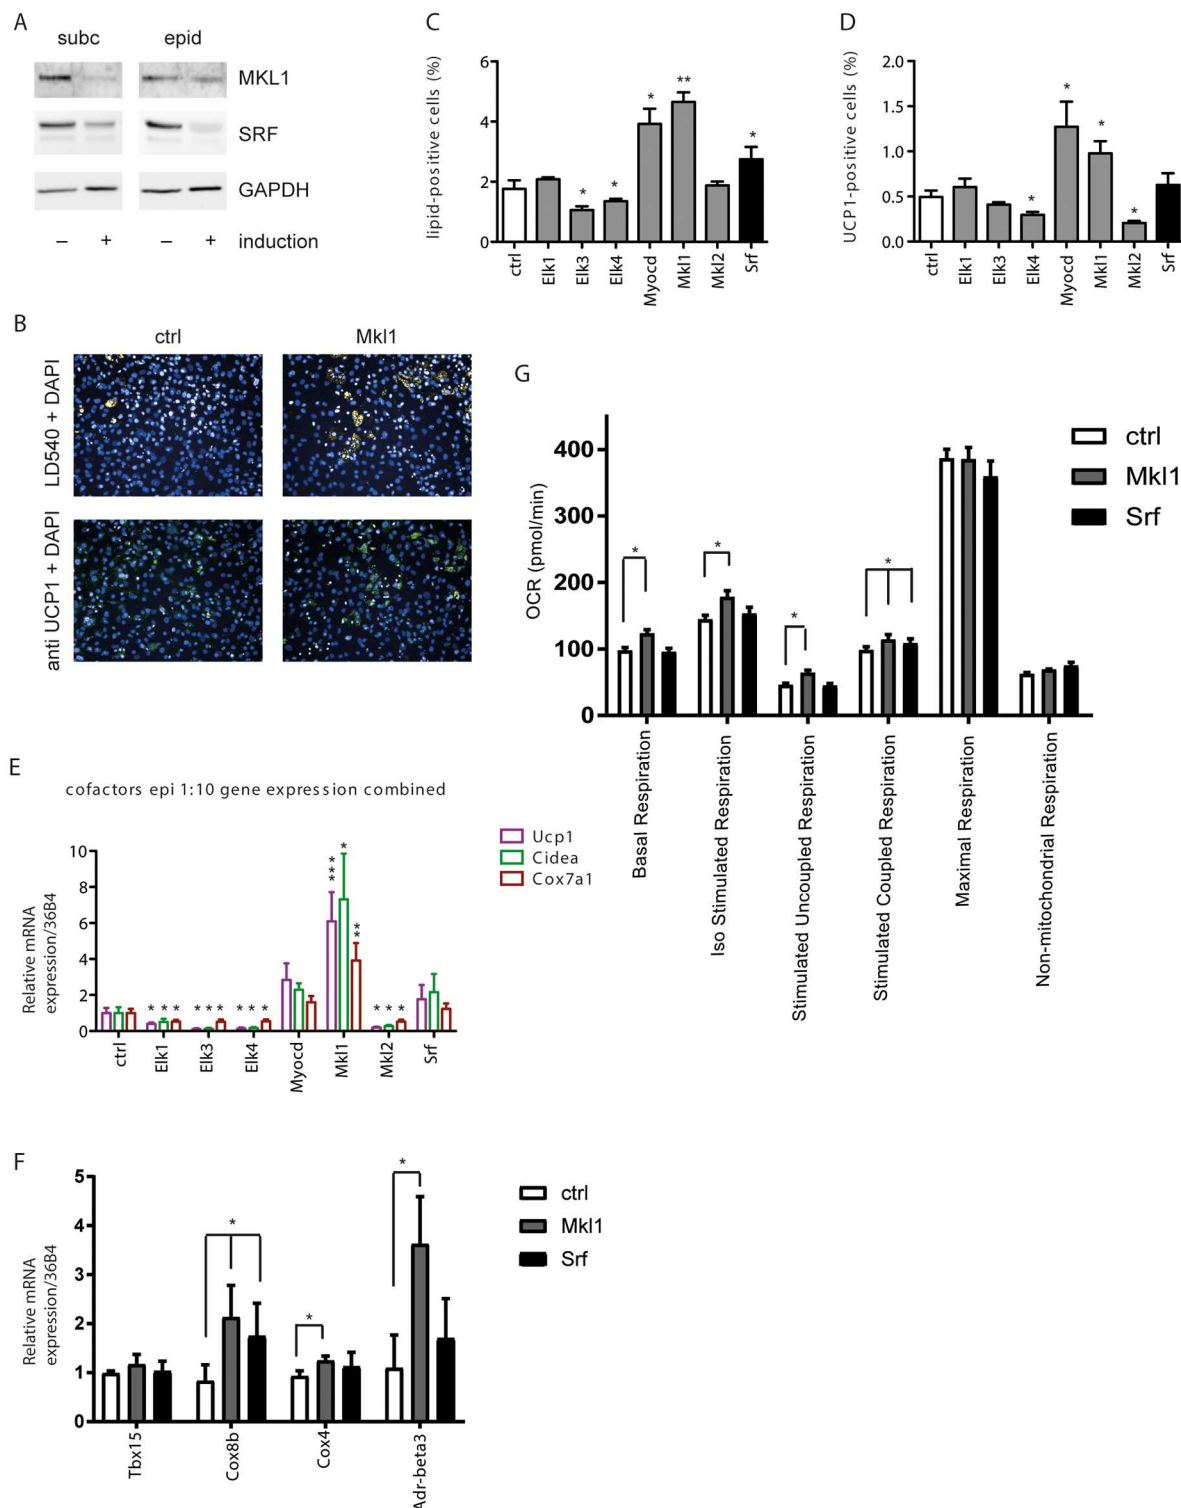 A
subc epid
MKL1
SRF
GAPDH
– + – + induction
B
ctrl Mkl1
LD540 + DAPI
anti UCP1 + DAPI
C
lipid-positive cells (%)
6
4
2
0
* * * ** *
ctrl Elk1 Elk3 Elk4 Myocd Mkl1 Mkl2 Srf
D
UCP1-positive cells (%)
2.0
1.5
1.0
0.5
0.0
* * * *
ctrl Elk1 Elk3 Elk4 Myocd Mkl1 Mkl2 Srf
G
OCR (pmol/min)
400
300
200
100
0
* * * *
ctrl
Mkl1
Srf
Basal Respiration
Iso Stimulated Respiration
Stimulated Uncoupled Respiration
Stimulated Coupled Respiration
Maximal Respiration
Non-mitochondrial Respiration
E
cofactors epi 1:10 gene expression combined
Relative mRNA
expression/36B4
10
8
6
4
2
0
* * * * * * * * * *** * ** * * *
Ucp1
Cidea
Cox7a1
ctrl Elk1 Elk3 Elk4 Myocd Mkl1 Mkl2 Srf
F
Relative mRNA
expression/36B4
5
4
3
2
1
0
* * *
ctrl
Mkl1
Srf
Tbx15 Cox8b Cox4 Adr-beta3